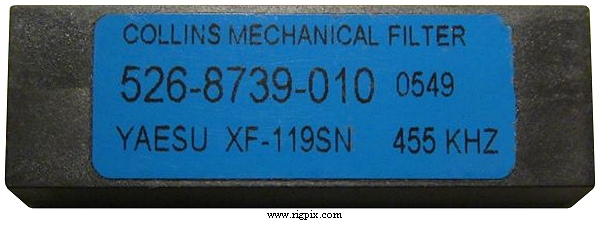 COLLINS MECHANICAL FILTER
526-8739-010 0549
YAESU XF-119SN 455 KHZ
www.rigpix.com